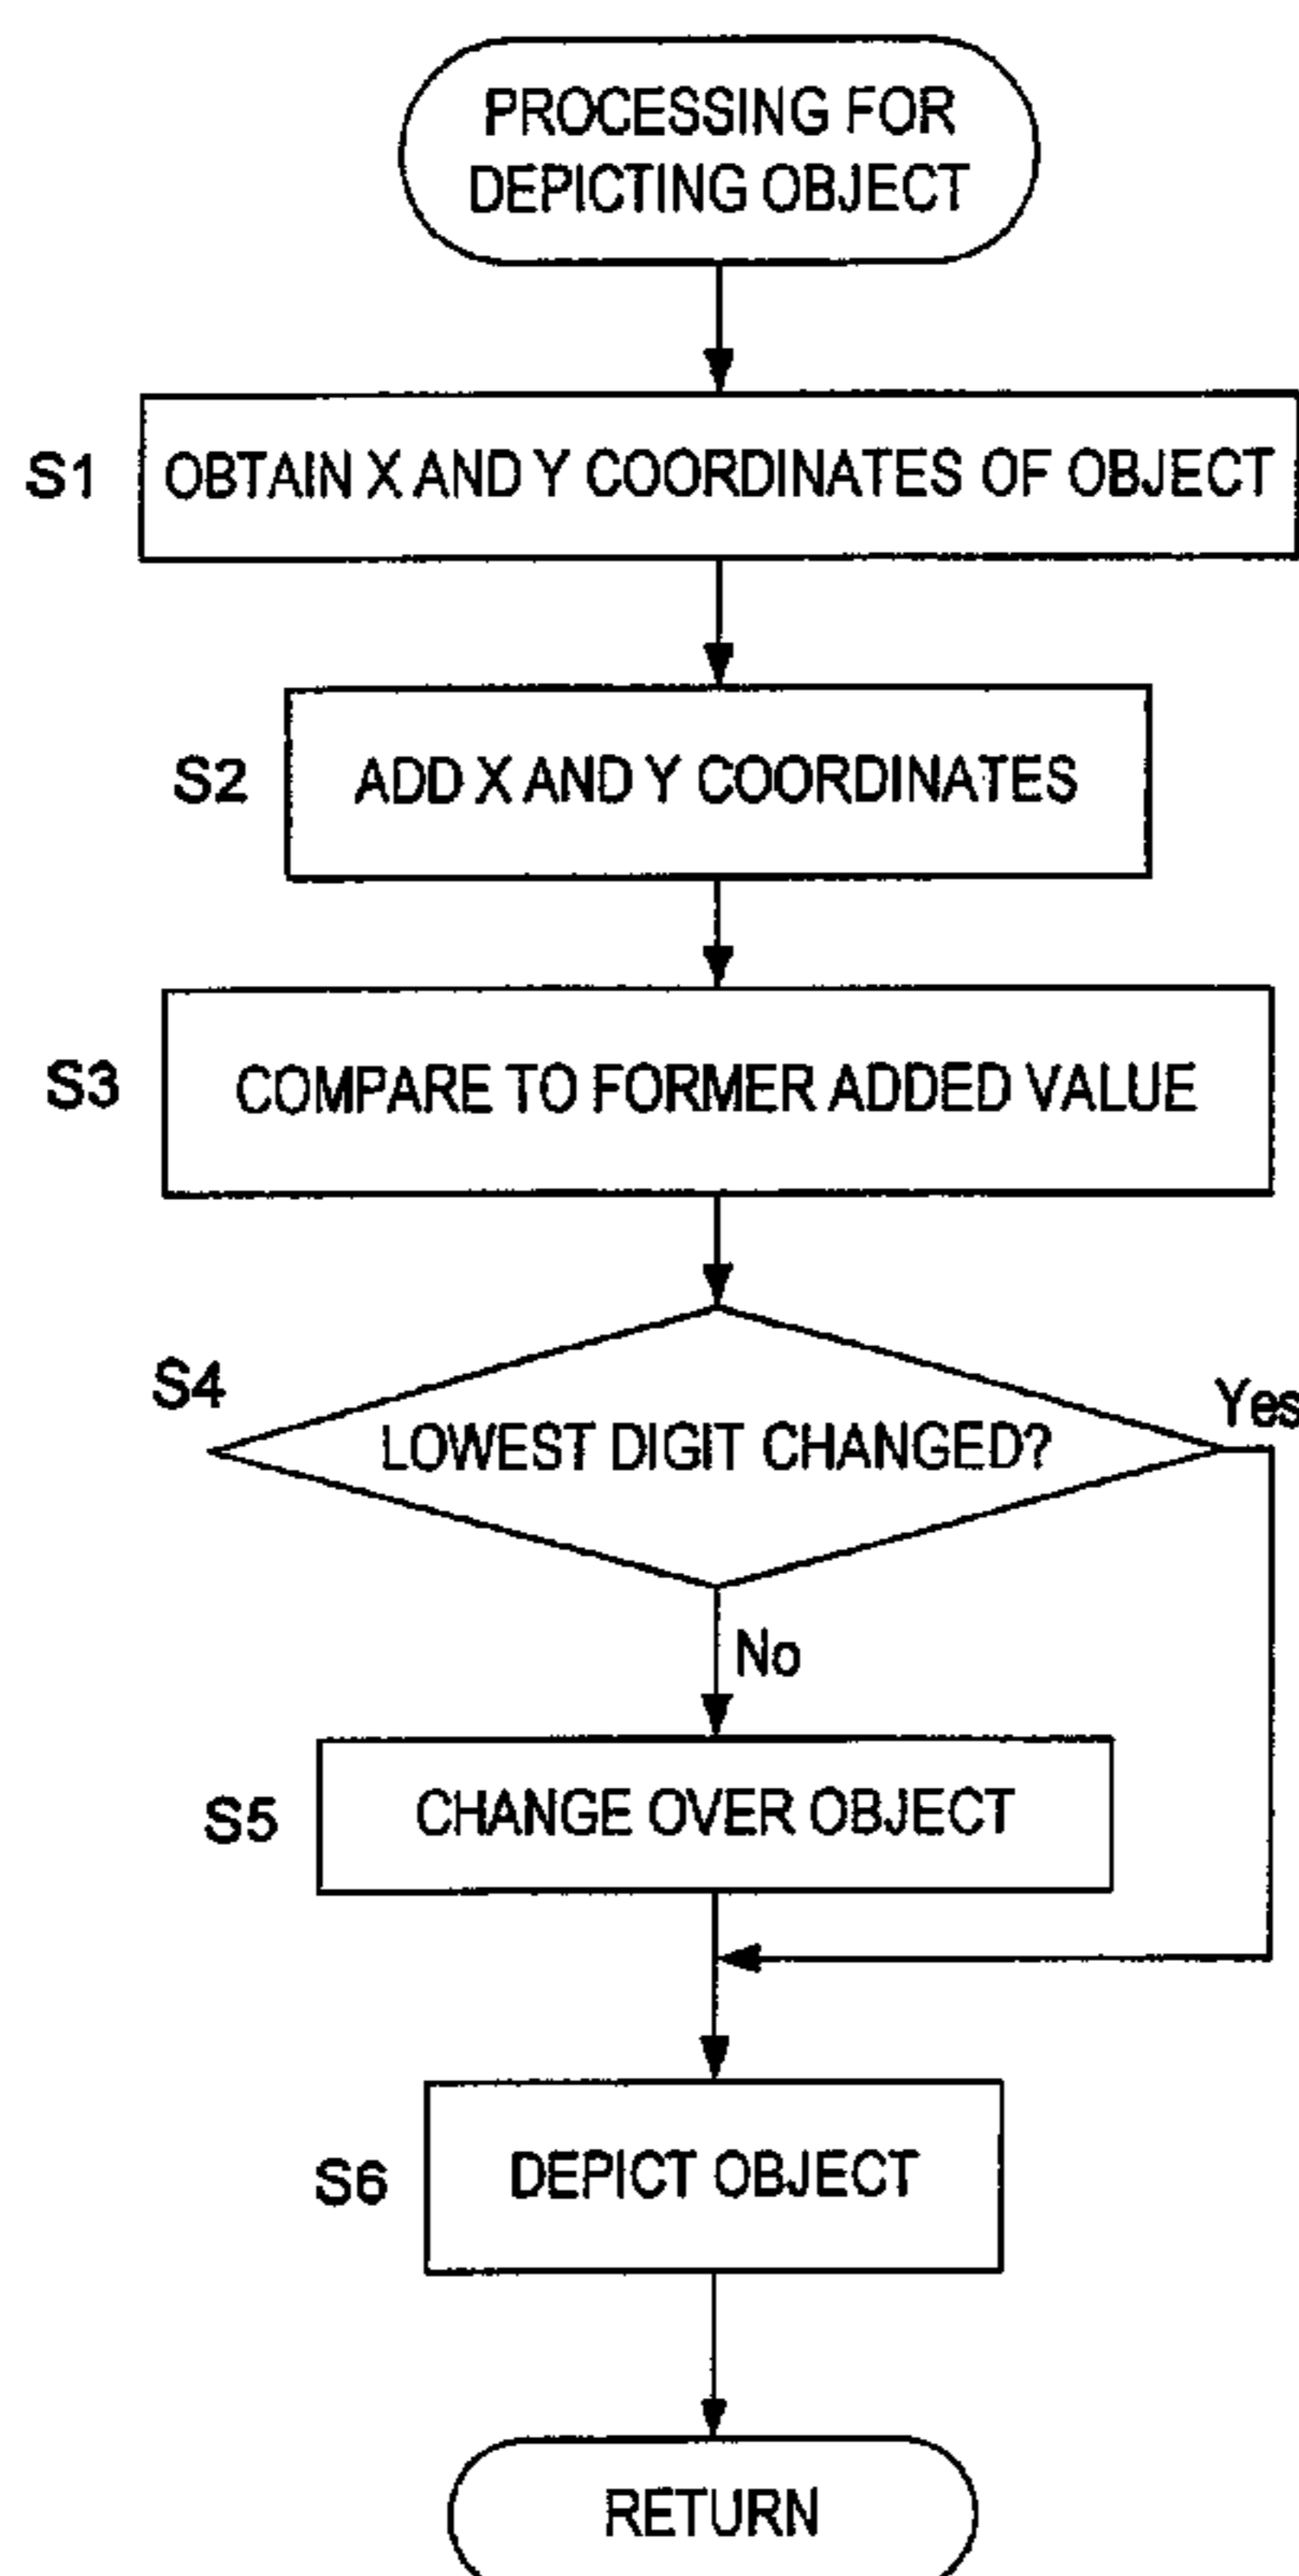 PROCESSING FOR
DEPICTING OBJECT
S1
OBTAIN X AND Y COORDINATES OF OBJECT
S2
ADD X AND Y COORDINATES
S3
COMPARE TO FORMER ADDED VALUE
S4
LOWEST DIGIT CHANGED?
Yes
No
S5
CHANGE OVER OBJECT
S6
DEPICT OBJECT
RETURN